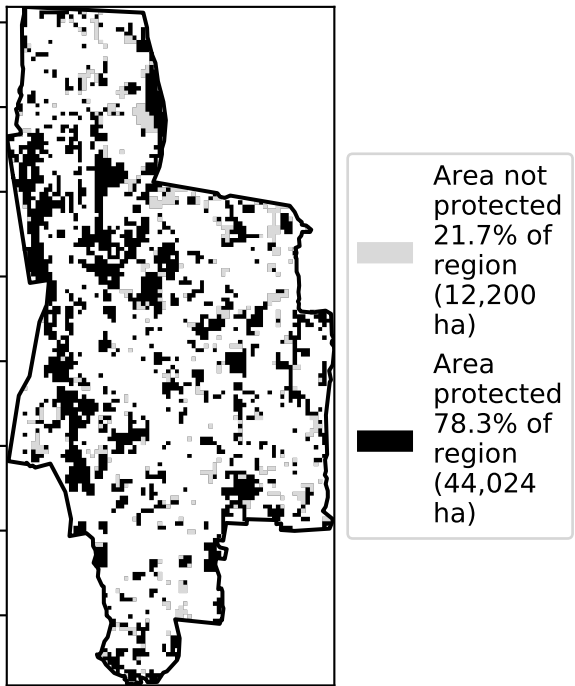 Area not
protected
21.7% of
region
(12,200
ha)
Area
protected
78.3% of
region
(44,024
ha)